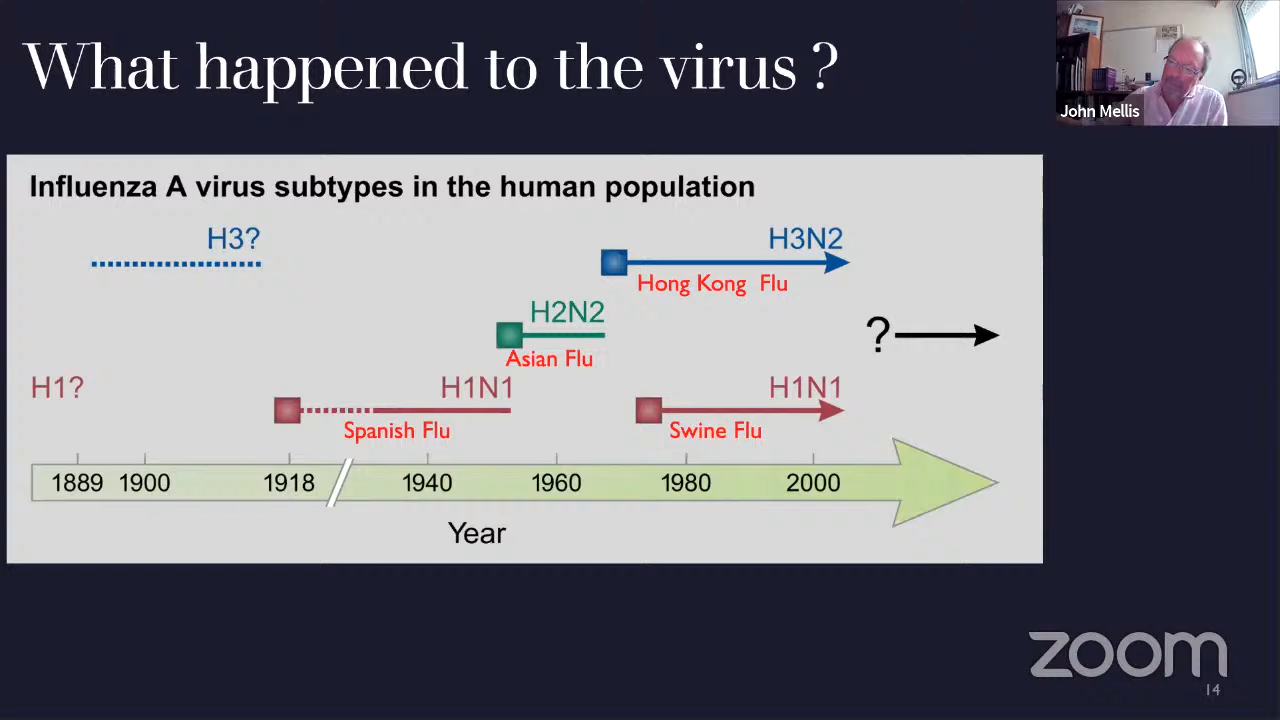 What happened to the virus ?
John Mellis
Influenza A virus subtypes in the human population
H3?
H3N2
Hong Kong Flu
H2N2
Asian Flu
?
H1?
H1N1
H1N1
Spanish Flu
Swine Flu
1889 1900 1918 1940 1960 1980 2000
Year
zoom
14